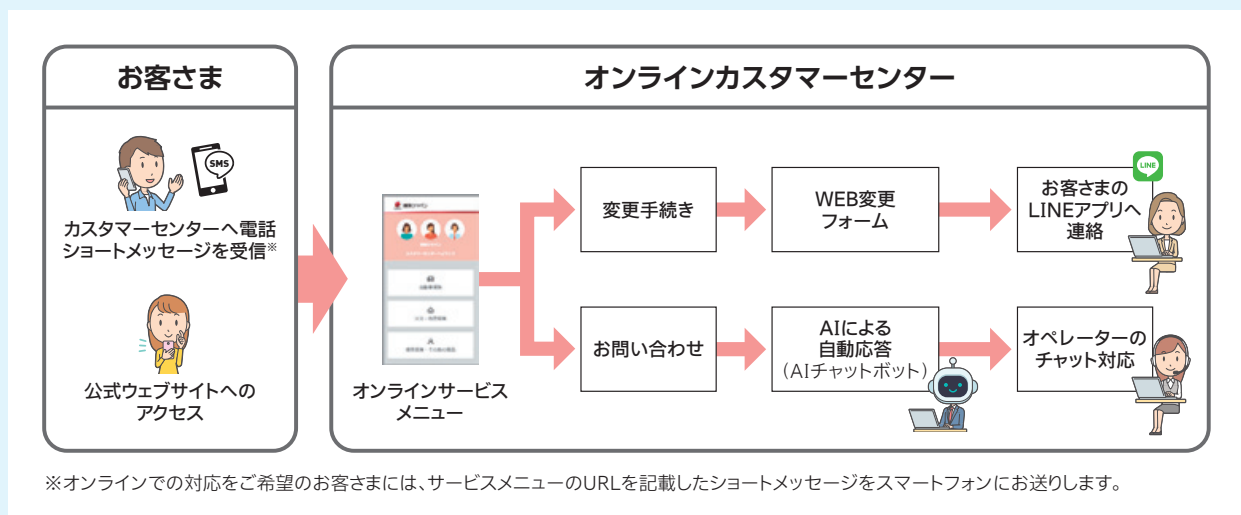 お客さま
オンラインカスタマーセンター
SMS
カスタマーセンターへ電話
ショートメッセージを受信※
公式ウェブサイトへの
アクセス
オンラインサービス
メニュー
変更手続き
WEB変更
フォーム
LINE
お客さまの
LINEアプリへ
連絡
お問い合わせ
AIによる
自動応答
(AIチャットボット)
オペレーターの
チャット対応
※オンラインでの対応をご希望のお客さまには、サービスメニューのURLを記載したショートメッセージをスマートフォンにお送りします。